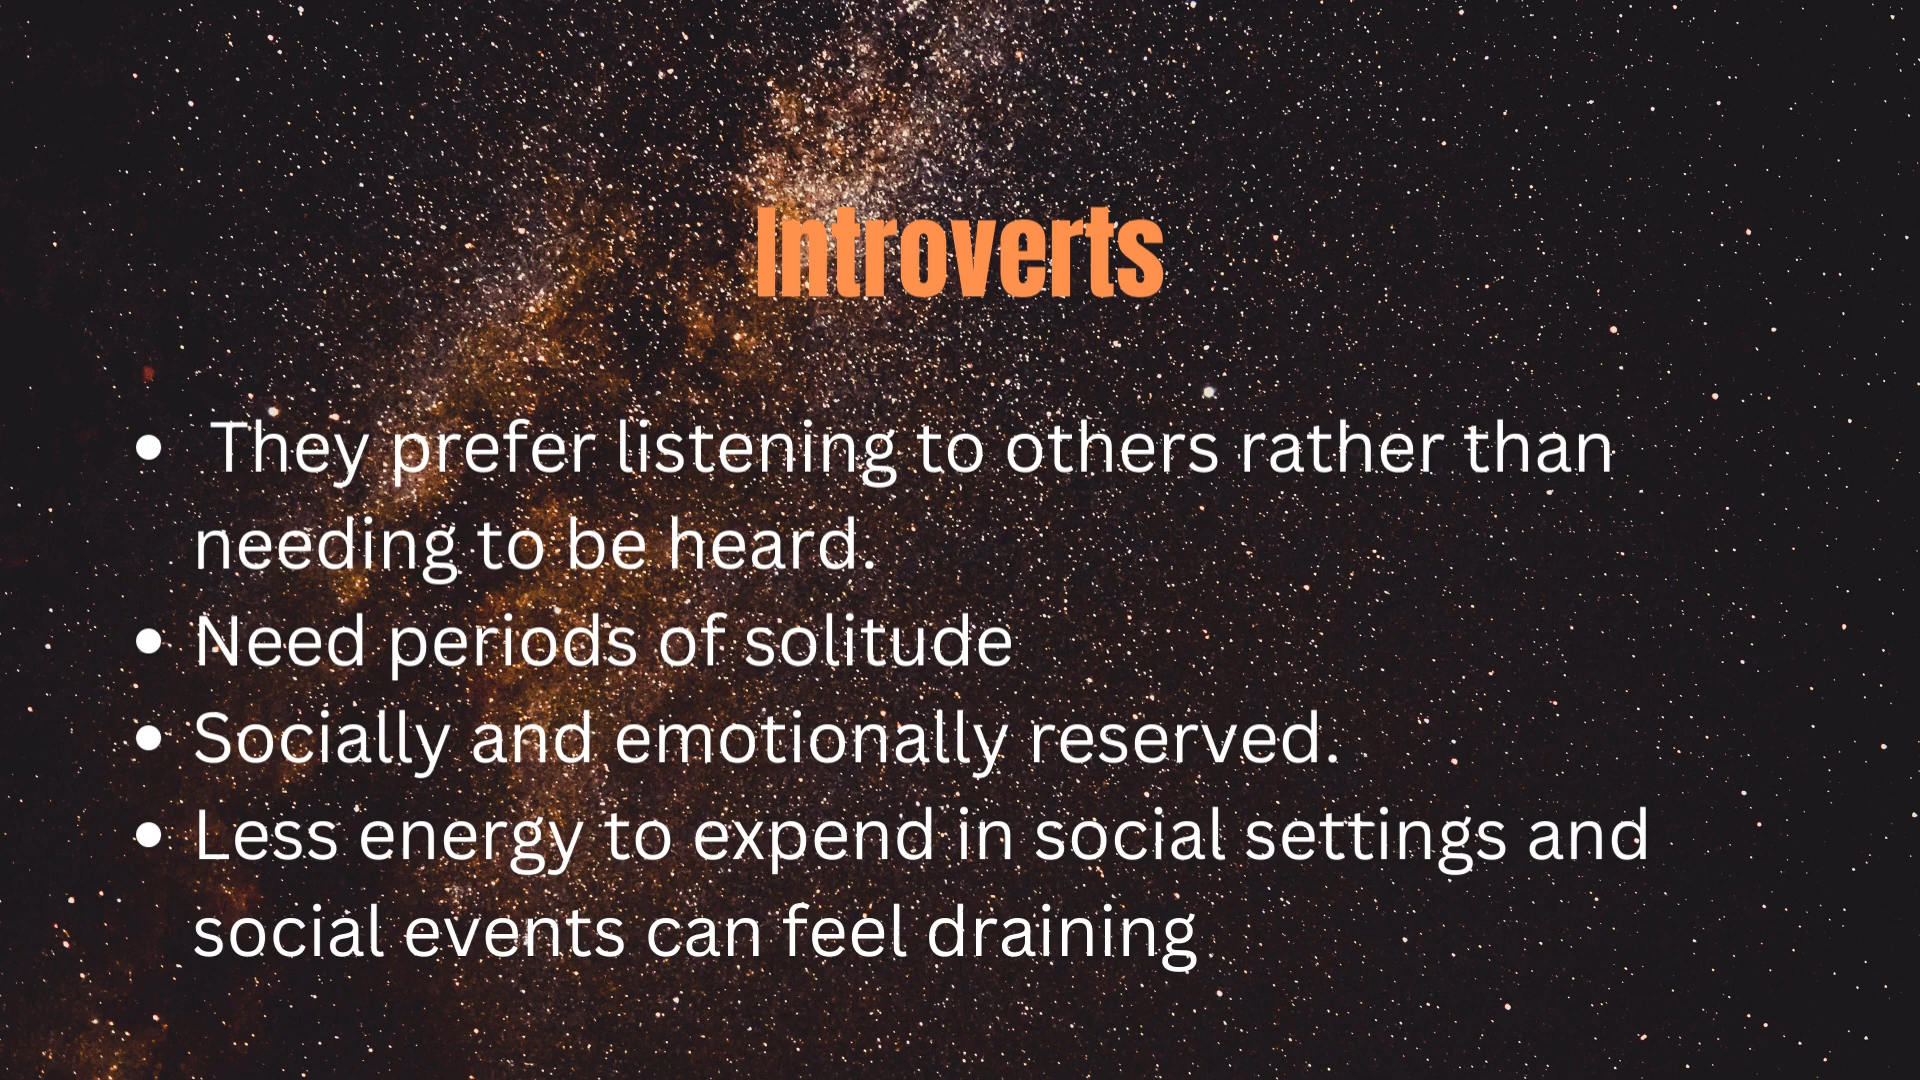 Introverts
• They prefer listening to others rather than
needing to be heard.
• Need periods of solitude
• Socially and emotionally reserved.
• Less energy to expend in social settings and
social events can feel draining